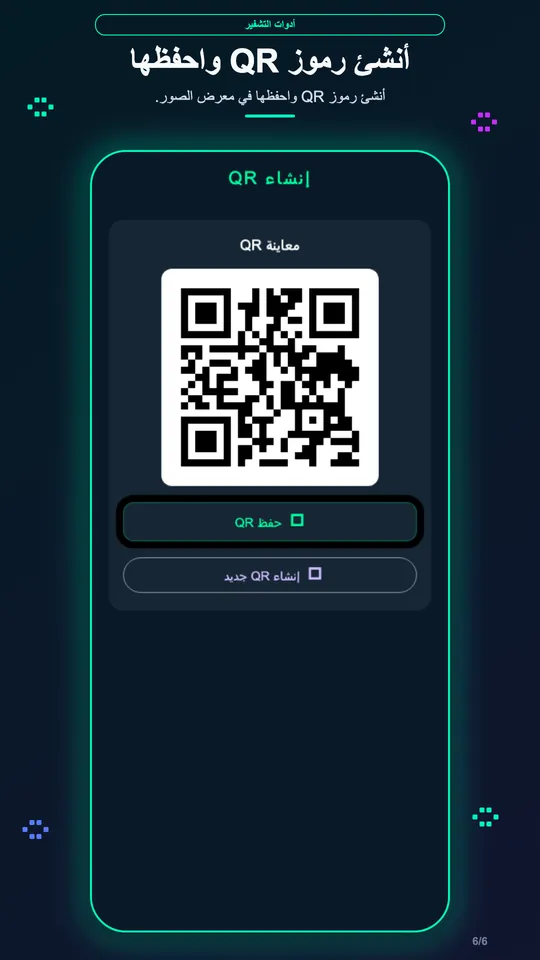 أدوات التشفير
أنشئ رموز QR واحفظها
أنشئ رموز QR واحفظها في معرض الصور.
إنشاء QR
معاينة QR
حفظ QR
إنشاء QR جديد
6/6